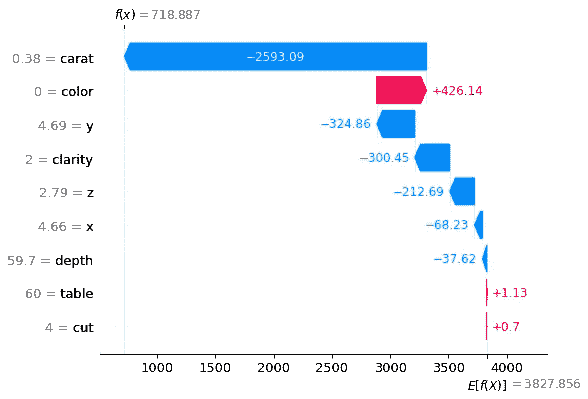 f(x) = 718.887
0.38 = carat −2593.09
0 = color +426.14
4.69 = y −324.86
2 = clarity −300.45
2.79 = z −212.69
4.66 = x −68.23
59.7 = depth −37.62
60 = table +1.13
4 = cut +0.7
1000 1500 2000 2500 3000 3500 4000
E[f(X)] = 3827.856